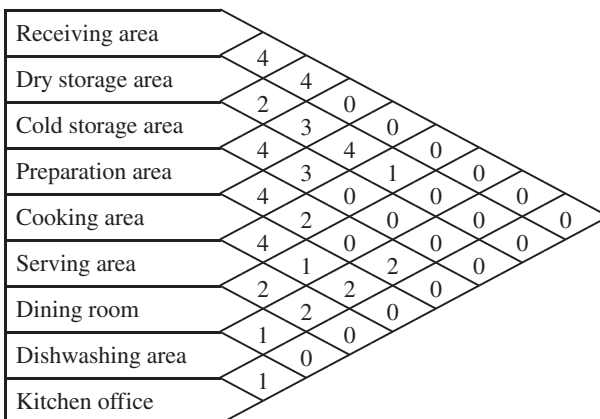 Receiving area
4
Dry storage area 4
2 0
Cold storage area 3 0
4 4 0
Preparation area 3 1 0
4 0 0 0
Cooking area 2 0 0 0
4 0 0 0
Serving area 1 2 0
2 2 0
Dining room 2 0
1 0
Dishwashing area 0
1
Kitchen office